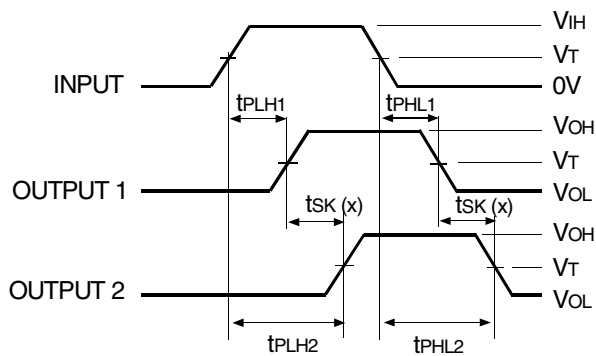 VIH
VT
INPUT
0V
tPLH1
tPHL1
VOH
VT
OUTPUT 1
VOL
tSK (x)
tSK (x)
VOH
VT
OUTPUT 2
VOL
tPLH2
tPHL2